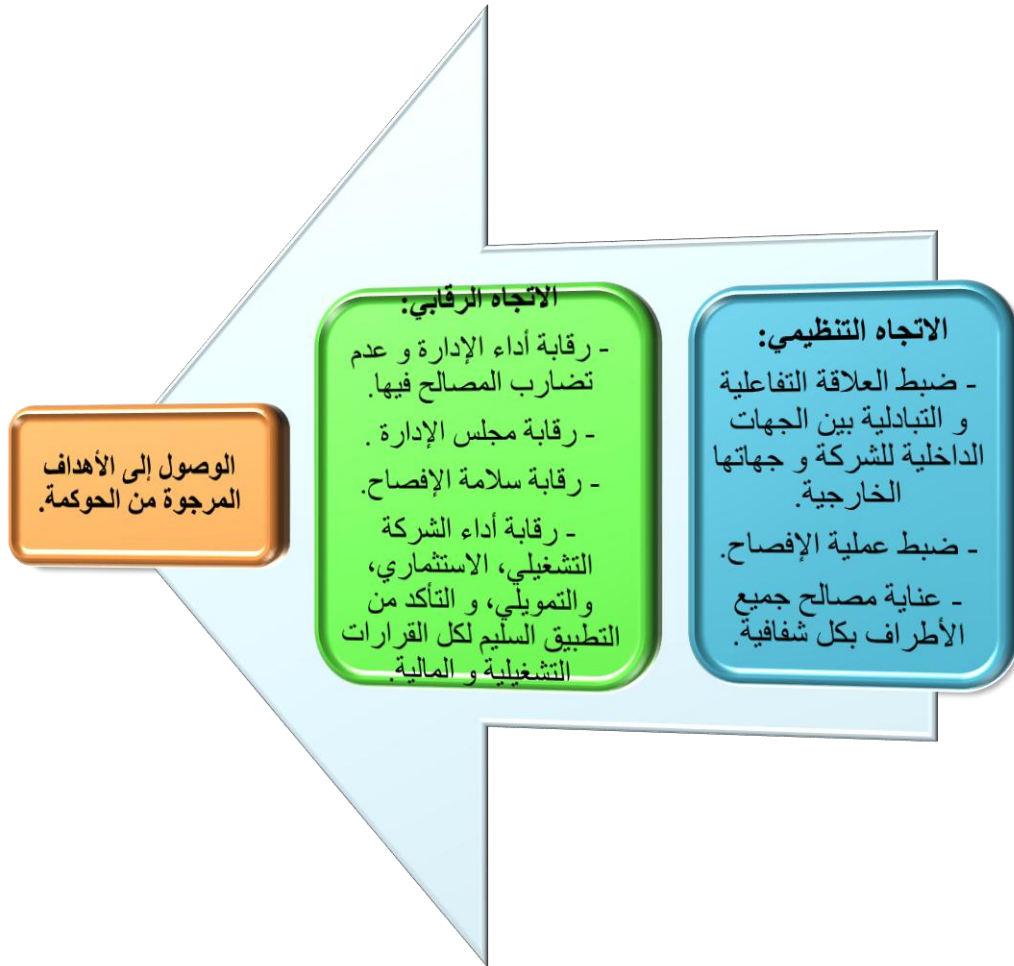 الاتجاه التنظيمي:
- ضبط العلاقة التفاعلية
و التبادلية بين الجهات
الداخلية للشركة و جهاتها
الخارجية.
- ضبط عملية الإفصاح.
- عناية مصالح جميع
الأطراف بكل شفافية.
الاتجاه الرقابي:
- رقابة أداء الإدارة و عدم
تضارب المصالح فيها.
- رقابة مجلس الإدارة .
- رقابة سلامة الإفصاح.
- رقابة أداء الشركة
التشغيلي، الاستثماري،
والتمويلي، و التأكد من
التطبيق السليم لكل القرارات
التشغيلية و المالية.
الوصول إلى الأهداف
المرجوة من الحوكمة.